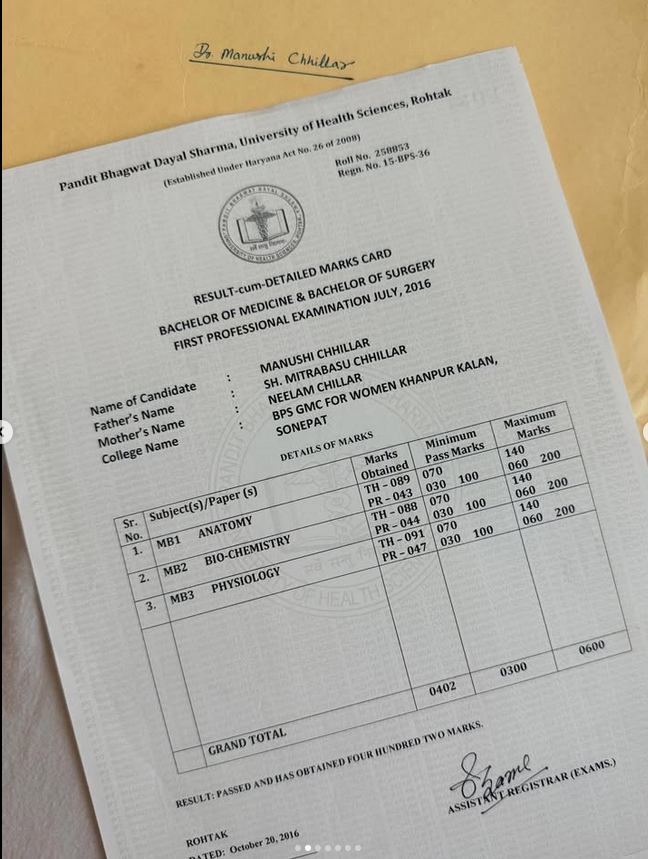 Dr. Manushi Chhillar
Pandit Bhagwat Dayal Sharma, University of Health Sciences, Rohtak
(Established Under Haryana Act No. 26 of 2008)
Roll No. 258853
Regn. No. 15-BPS-36
RESULT-cum-DETAILED MARKS CARD
BACHELOR OF MEDICINE & BACHELOR OF SURGERY
FIRST PROFESSIONAL EXAMINATION JULY, 2016
Name of Candidate : MANUSHI CHHILLAR
Father's Name : SH. MITRABASU CHHILLAR
Mother's Name : NEELAM CHILLAR
College Name : BPS GMC FOR WOMEN KHANPUR KALAN,
SONEPAT
DETAILS OF MARKS
Sr. No. Subject(s)/Paper (s) Marks Obtained Minimum Pass Marks Maximum Marks
1. MB1 ANATOMY TH - 089 070 140
PR - 043 030 100 060 200
2. MB2 BIO-CHEMISTRY TH - 088 070 140
PR - 044 030 100 060 200
3. MB3 PHYSIOLOGY TH - 091 070 140
PR - 047 030 100 060 200
GRAND TOTAL 0402 0300 0600
RESULT: PASSED AND HAS OBTAINED FOUR HUNDRED TWO MARKS.
ASSISTANT REGISTRAR (EXAMS.)
ROHTAK
DATED: October 20, 2016